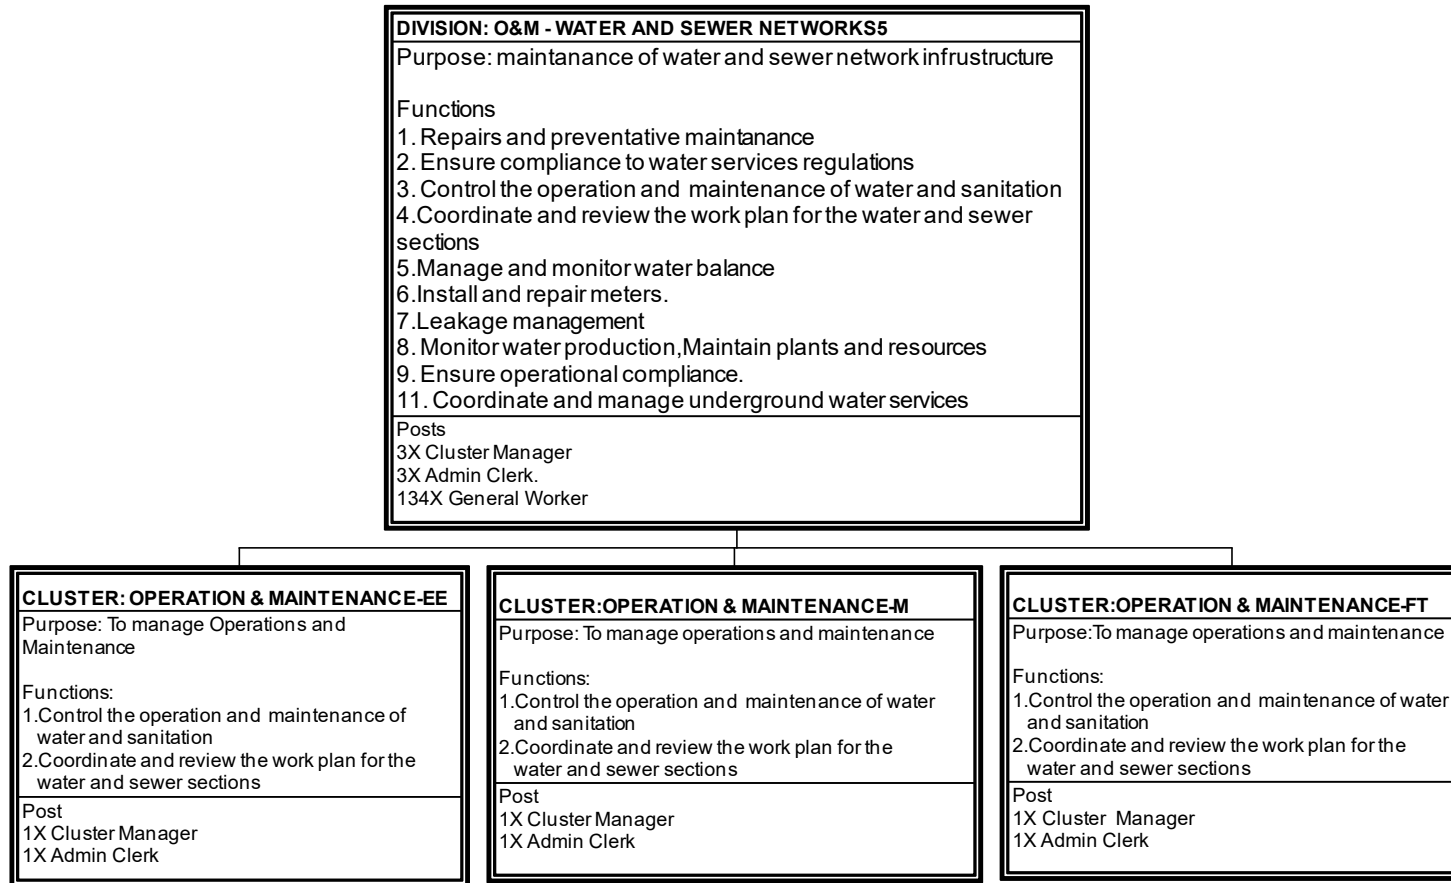 DIVISION: O&M - WATER AND SEWER NETWORKS5
Purpose: maintanance of water and sewer network infrustructure
Functions
1. Repairs and preventative maintanance
2. Ensure compliance to water services regulations
3. Control the operation and maintenance of water and sanitation
4.Coordinate and review the work plan for the water and sewer
sections
5.Manage and monitor water balance
6.Install and repair meters.
7.Leakage management
8. Monitor water production,Maintain plants and resources
9. Ensure operational compliance.
11. Coordinate and manage underground water services
Posts
3X Cluster Manager
3X Admin Clerk.
134X General Worker
CLUSTER: OPERATION & MAINTENANCE-EE
Purpose: To manage Operations and
Maintenance
Functions:
1.Control the operation and maintenance of
water and sanitation
2.Coordinate and review the work plan for the
water and sewer sections
Post
1X Cluster Manager
1X Admin Clerk
CLUSTER:OPERATION & MAINTENANCE-M
Purpose: To manage operations and maintenance
Functions:
1.Control the operation and maintenance of water
and sanitation
2.Coordinate and review the work plan for the
water and sewer sections
Post
1X Cluster Manager
1X Admin Clerk
CLUSTER:OPERATION & MAINTENANCE-FT
Purpose:To manage operations and maintenance
Functions:
1.Control the operation and maintenance of water
and sanitation
2.Coordinate and review the work plan for the
water and sewer sections
Post
1X Cluster Manager
1X Admin Clerk